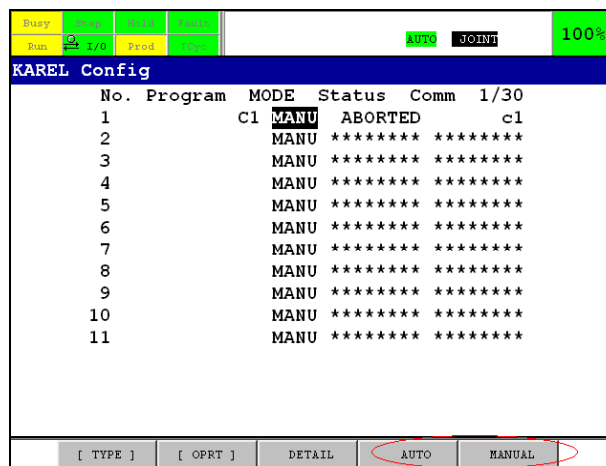 Busy Step Hold Fault
Run I/O Prod TCyc
AUTO JOINT 100%
KAREL Config
No. Program MODE Status Comm 1/30
1 C1 MANU ABORTED c1
2 MANU ******** ********
3 MANU ******** ********
4 MANU ******** ********
5 MANU ******** ********
6 MANU ******** ********
7 MANU ******** ********
8 MANU ******** ********
9 MANU ******** ********
10 MANU ******** ********
11 MANU ******** ********
[ TYPE ] [ OPRT ] DETAIL AUTO MANUAL